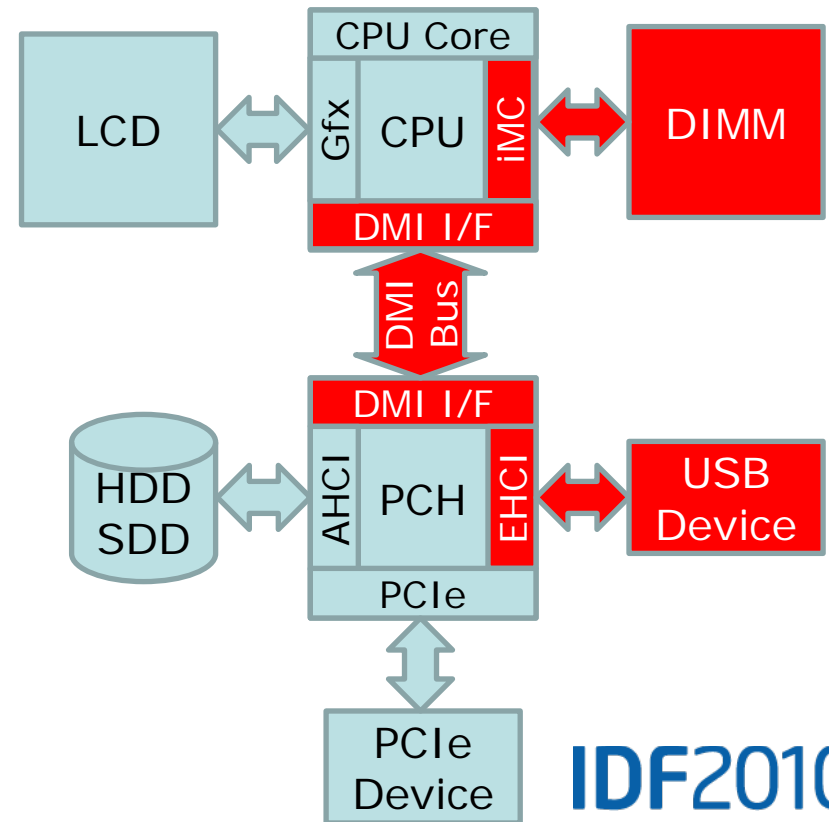 CPU Core
LCD
Gfx
CPU
iMC
DIMM
DMI I/F
DMI
Bus
DMI I/F
HDD
SDD
AHCI
PCH
EHCI
USB
Device
PCIe
PCIe
Device
IDF2010